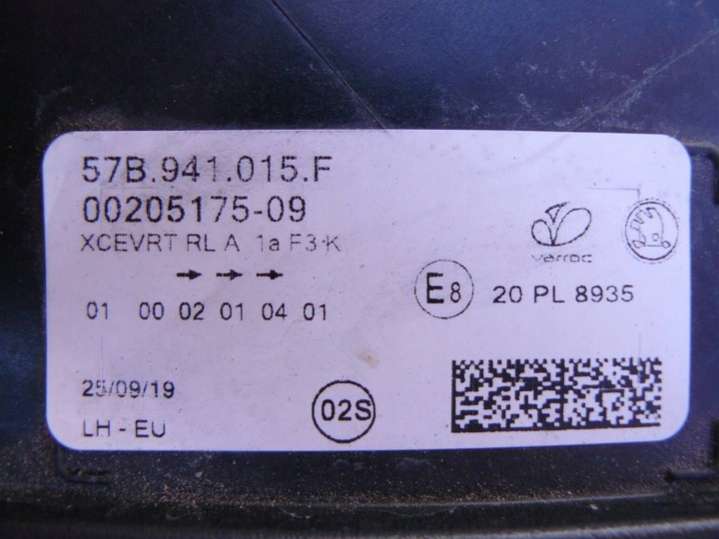 57B.941.015.F
00205175-09
XCEVRT RL A 1a F3·K
varroc
01 00 02 01 04 01
E8 20 PL 8935
25/09/19
02S
LH - EU